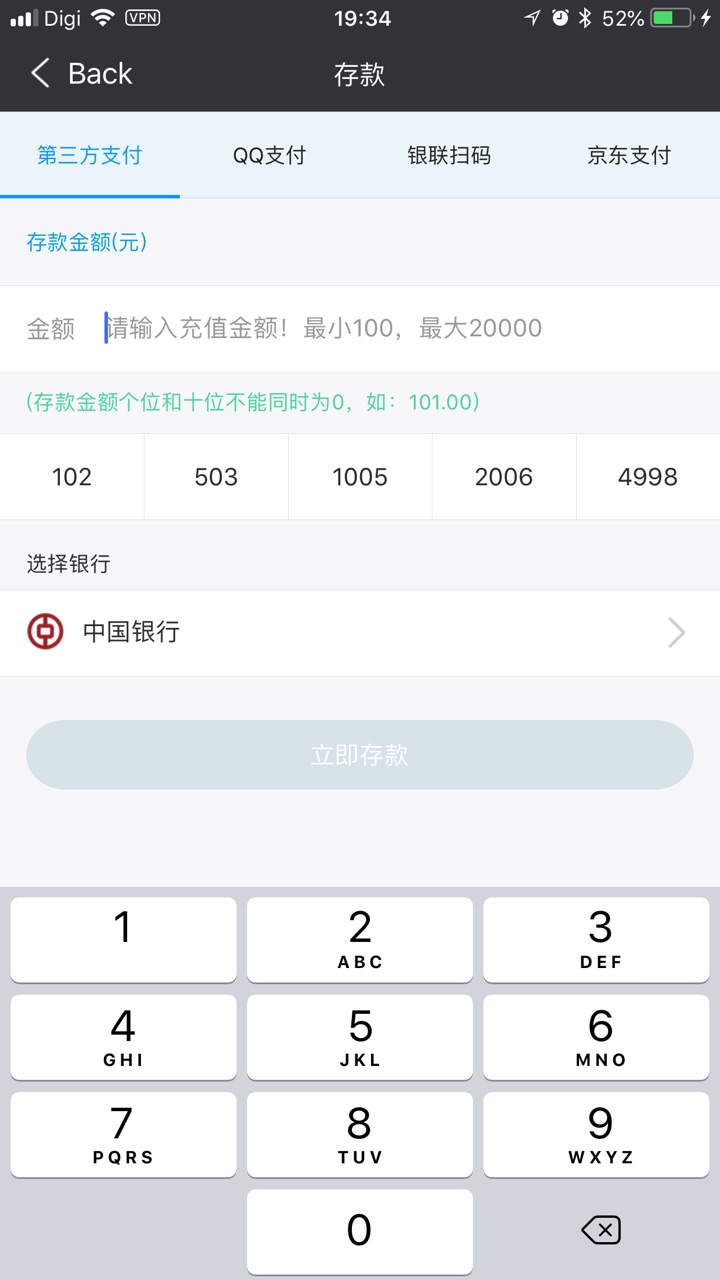 Digi VPN 19:34 52%
Back 存款
第三方支付 QQ支付 银联扫码 京东支付
存款金额(元)
金额 请输入充值金额！最小100，最大20000
(存款金额个位和十位不能同时为0，如：101.00)
102 503 1005 2006 4998
选择银行
中国银行
立即存款
1 2 3
ABC DEF
4 5 6
GHI JKL MNO
7 8 9
PQRS TUV WXYZ
0